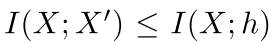 I(X; X′) ≤ I(X; h)